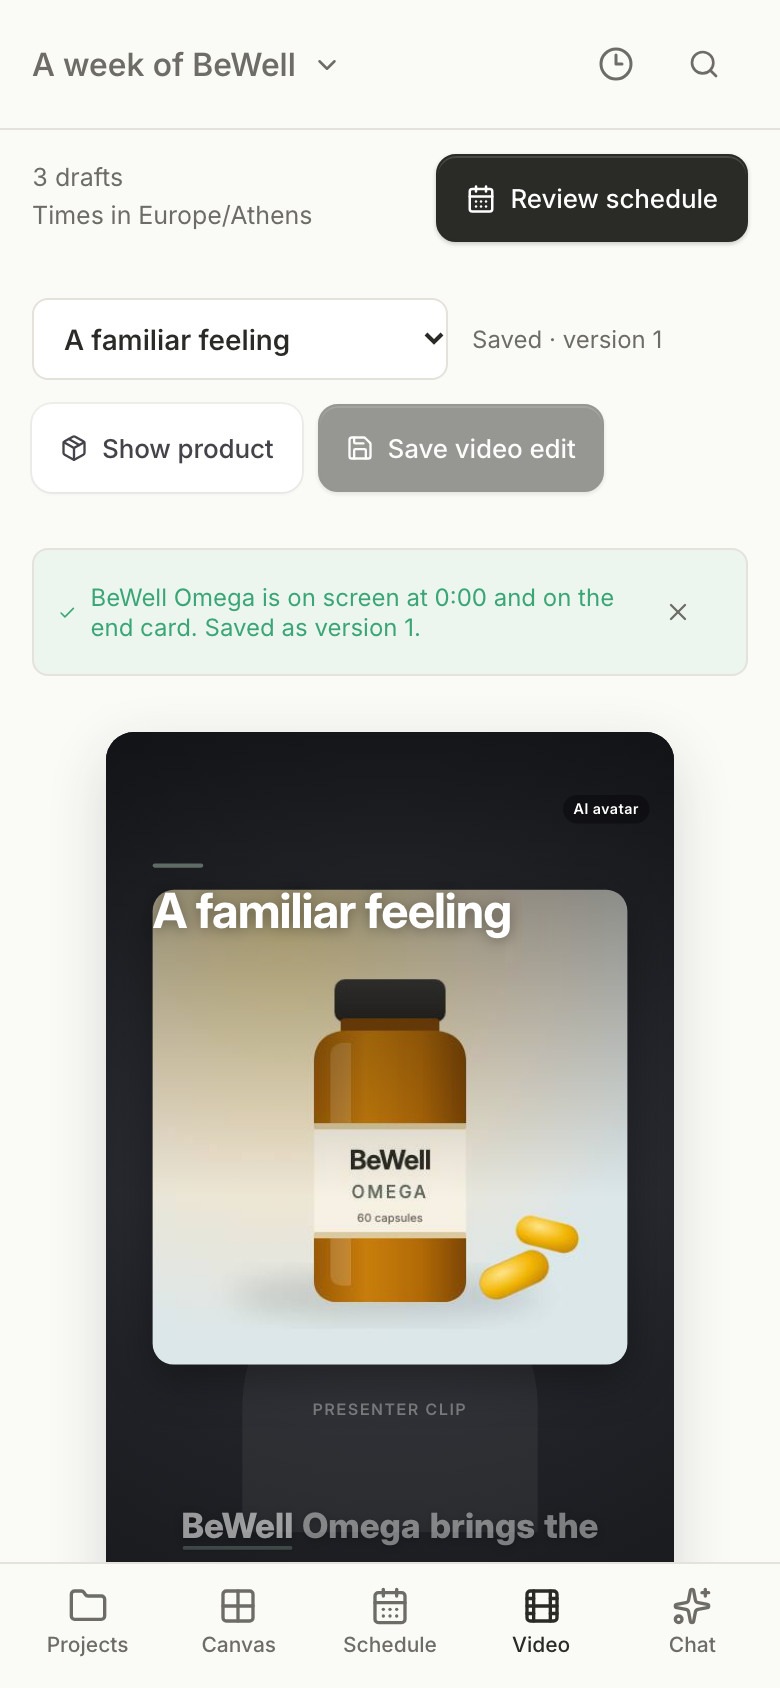 A week of BeWell
3 drafts
Times in Europe/Athens
Review schedule
A familiar feeling
Saved · version 1
Show product
Save video edit
BeWell Omega is on screen at 0:00 and on the
end card. Saved as version 1.
AI avatar
A familiar feeling
BeWell
OMEGA
60 capsules
PRESENTER CLIP
BeWell Omega brings the
Projects
Canvas
Schedule
Video
Chat